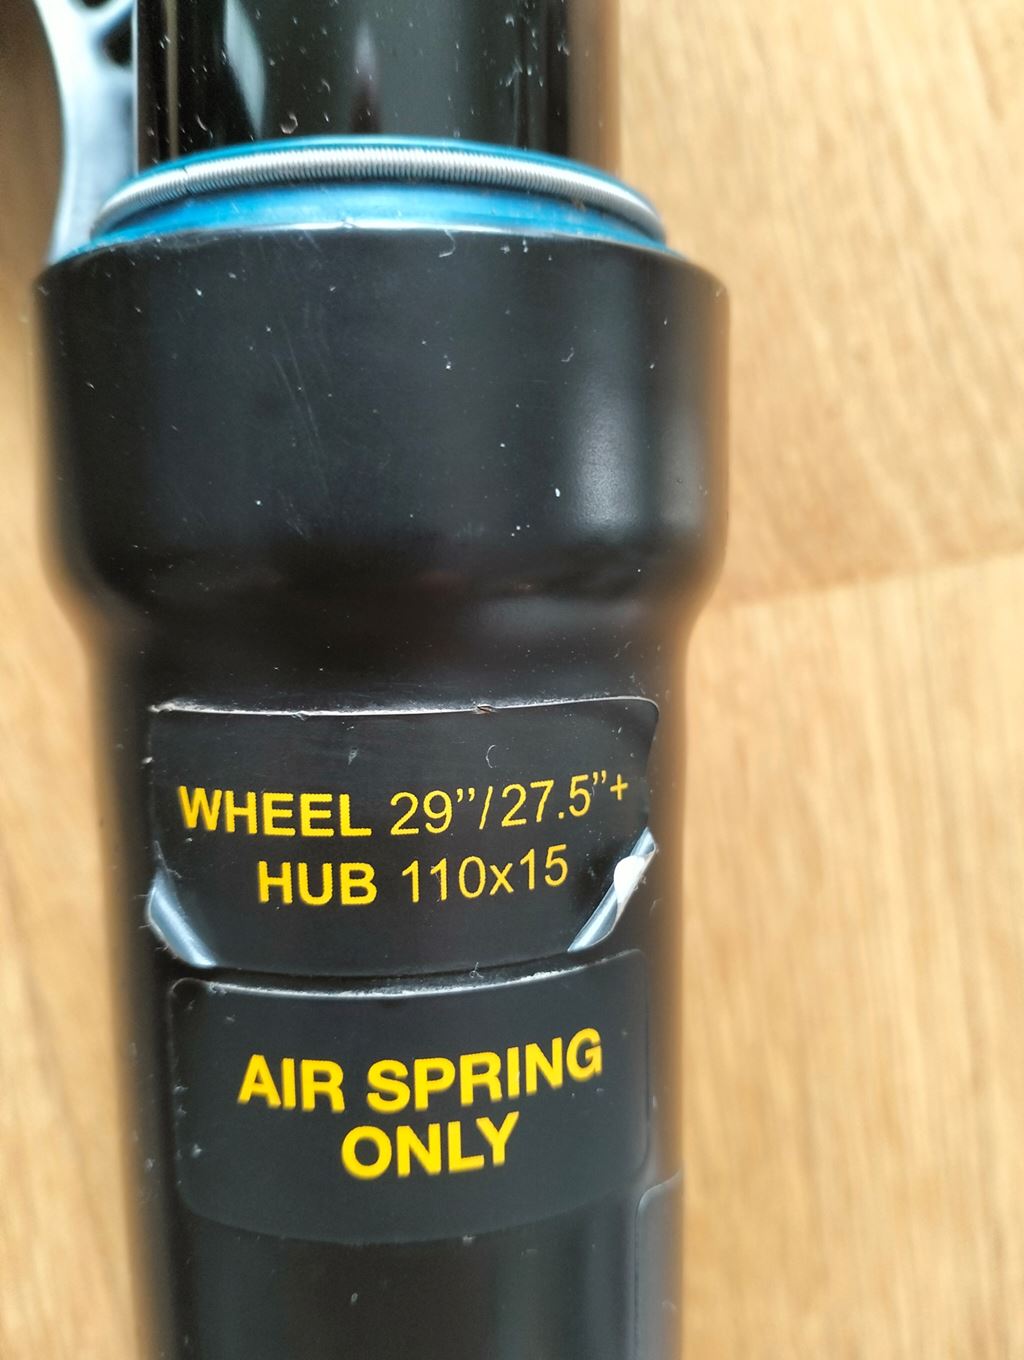 WHEEL 29”/27.5”+
HUB 110x15
AIR SPRING
ONLY